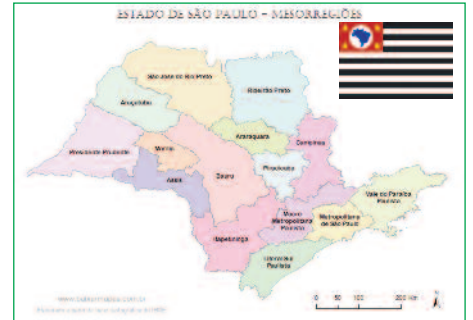 ESTADO DE SÃO PAULO - MESORREGIÕES
São José do Rio Preto
Ribeirão Preto
Araçatuba
Araraquara
Campinas
Presidente Prudente
Marília
Piracicaba
Bauru
Assis
Vale do Paraíba
Paulista
Macro
Metropolitana
Paulista
Metropolitana
de São Paulo
Itapetininga
Litoral Sul
Paulista
0 50 100 200 km
N